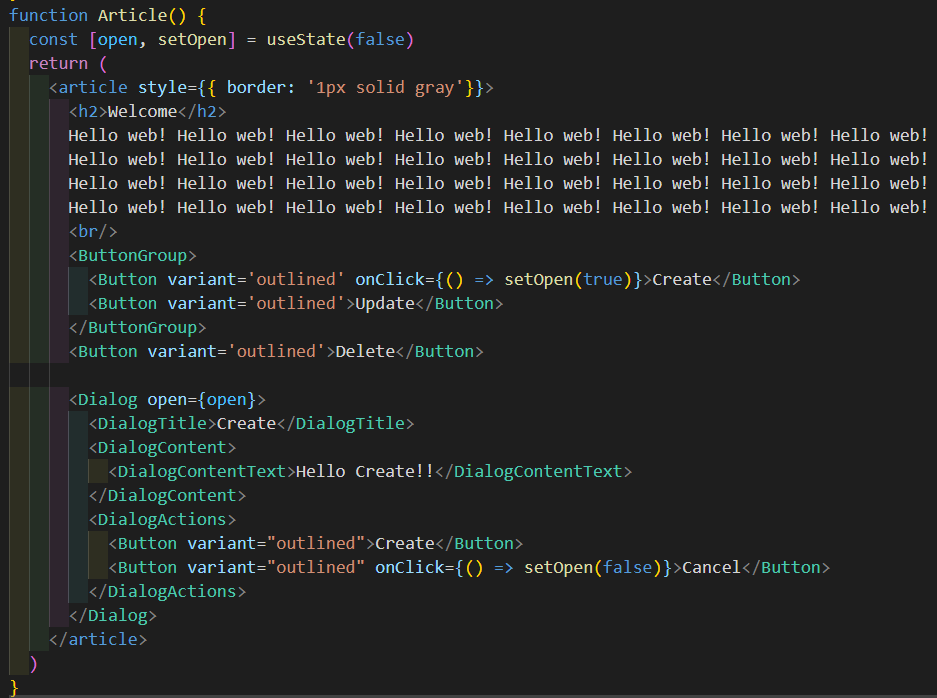 function Article() {
const [open, setOpen] = useState(false)
return (
<article style={{ border: '1px solid gray'}}>
<h2>Welcome</h2>
Hello web! Hello web! Hello web! Hello web! Hello web! Hello web! Hello web! Hello web!
Hello web! Hello web! Hello web! Hello web! Hello web! Hello web! Hello web! Hello web!
Hello web! Hello web! Hello web! Hello web! Hello web! Hello web! Hello web! Hello web!
Hello web! Hello web! Hello web! Hello web! Hello web! Hello web! Hello web! Hello web!
<br/>
<ButtonGroup>
<Button variant='outlined' onClick={() => setOpen(true)}>Create</Button>
<Button variant='outlined'>Update</Button>
</ButtonGroup>
<Button variant='outlined'>Delete</Button>
<Dialog open={open}>
<DialogTitle>Create</DialogTitle>
<DialogContent>
<DialogContentText>Hello Create!!</DialogContentText>
</DialogContent>
<DialogActions>
<Button variant="outlined">Create</Button>
<Button variant="outlined" onClick={() => setOpen(false)}>Cancel</Button>
</DialogActions>
</Dialog>
</article>
)
}